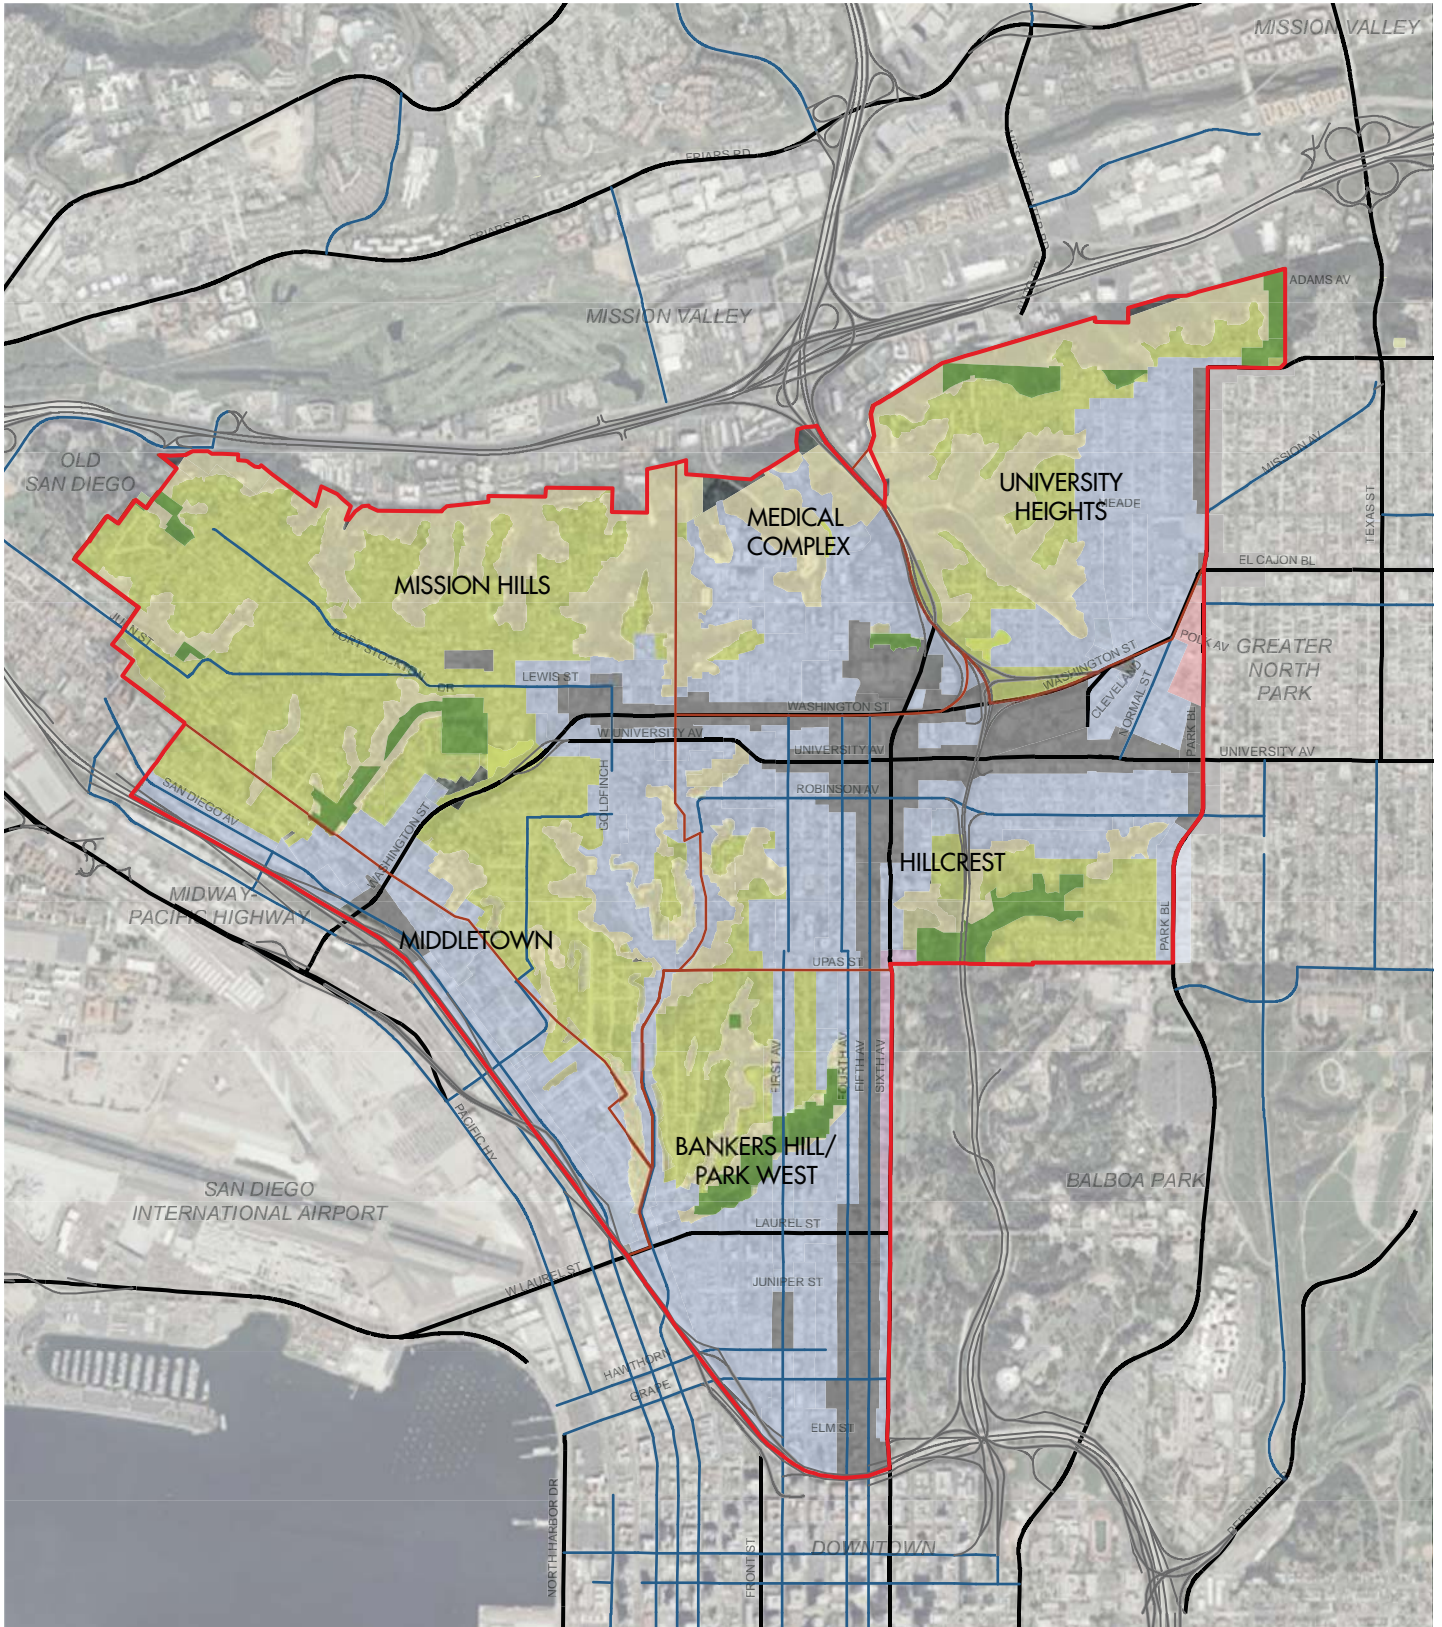 MISSION VALLEY
FRIARS RD
FRIARS RD
ADAMS AV
MISSION VALLEY
MISSION AV
OLD
SAN DIEGO
UNIVERSITY
HEIGHTS
MEADE
TEXAS ST
MEDICAL
COMPLEX
EL CAJON BL
MISSION HILLS
JUAN ST
FORT STOCKTON
DR
POLK AV
GREATER
NORTH
PARK
WASHINGTON ST
CLEVELAND
NORMAL ST
LEWIS ST
WASHINGTON ST
PARK BL
W UNIVERSITY AV
UNIVERSITY AV
UNIVERSITY AV
SAN DIEGO AV
GOLDFINCH
ROBINSON AV
WASHINGTON ST
HILLCREST
MIDWAY-
PACIFIC HIGHWAY
PARK BL
MIDDLETOWN
UPAS ST
FIRST AV
FOURTH AV
FIFTH AV
SIXTH AV
PACIFIC HY
BANKERS HILL/
PARK WEST
BALBOA PARK
SAN DIEGO
INTERNATIONAL AIRPORT
LAUREL ST
W LAUREL ST
JUNIPER ST
HAWTHORN
GRAPE
ELM ST
NORTH HARBOR DR
FRONT ST
DOWNTOWN
PERSHING DR